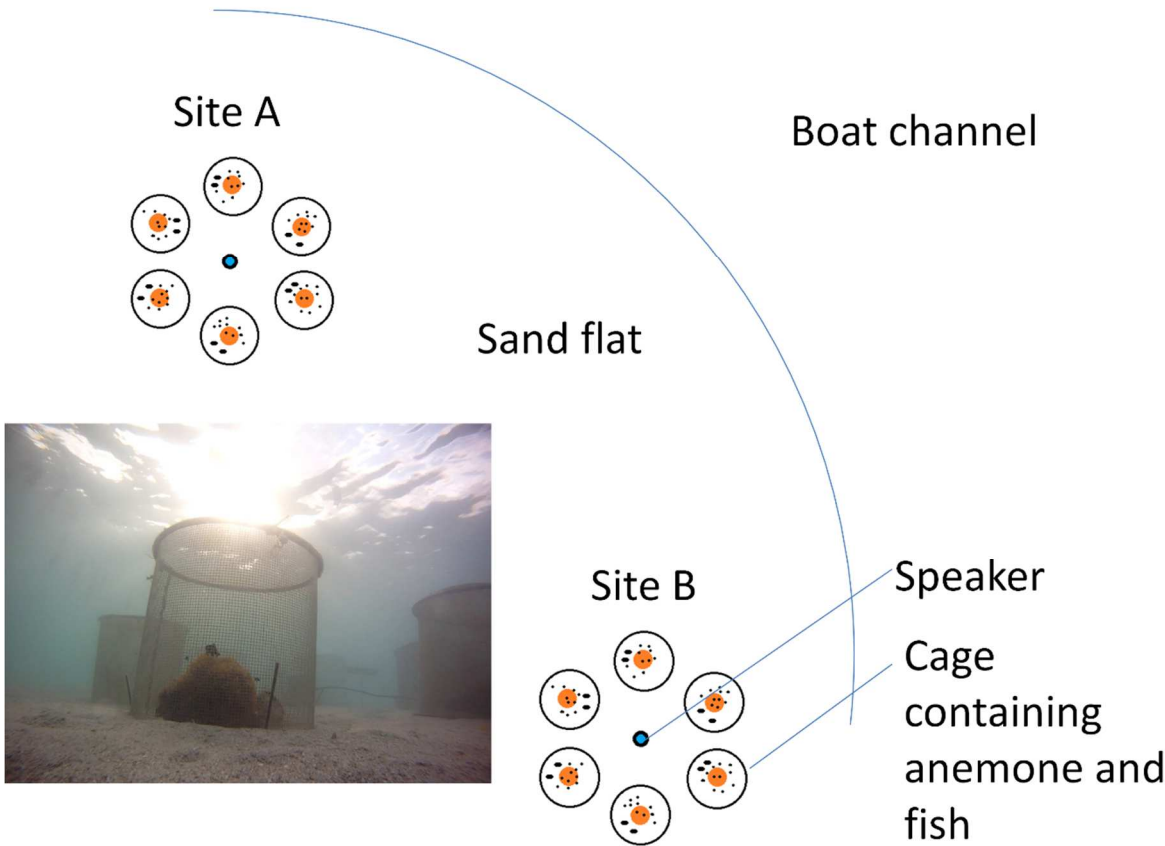 Site A
Boat channel
Sand flat
Site B
Speaker
Cage
containing
anemone and
fish